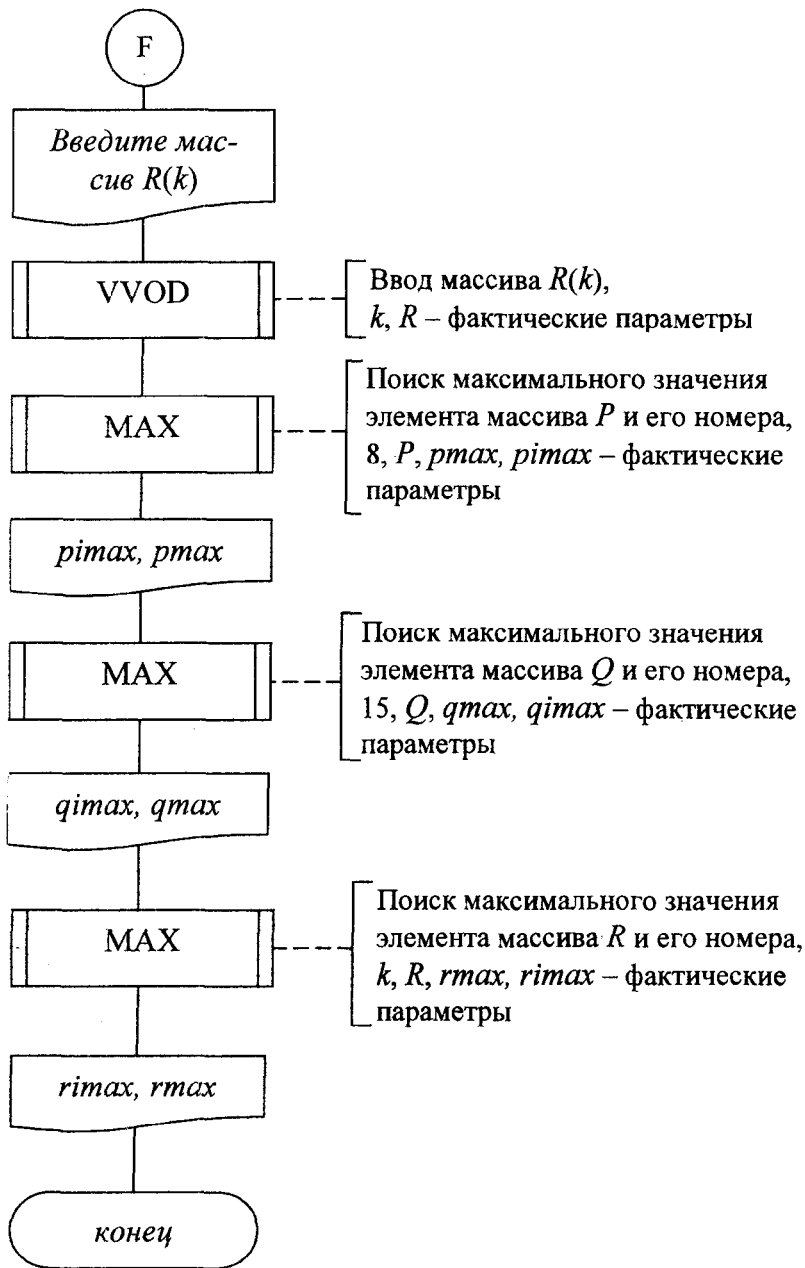 F
Введите мас-
сив R(k)
VVOD
Ввод массива R(k),
k, R – фактические параметры
MAX
Поиск максимального значения
элемента массива P и его номера,
8, P, pmax, pimax – фактические
параметры
pimax, pmax
MAX
Поиск максимального значения
элемента массива Q и его номера,
15, Q, qmax, qimax – фактические
параметры
qimax, qmax
MAX
Поиск максимального значения
элемента массива R и его номера,
k, R, rmax, rimax – фактические
параметры
rimax, rmax
конец